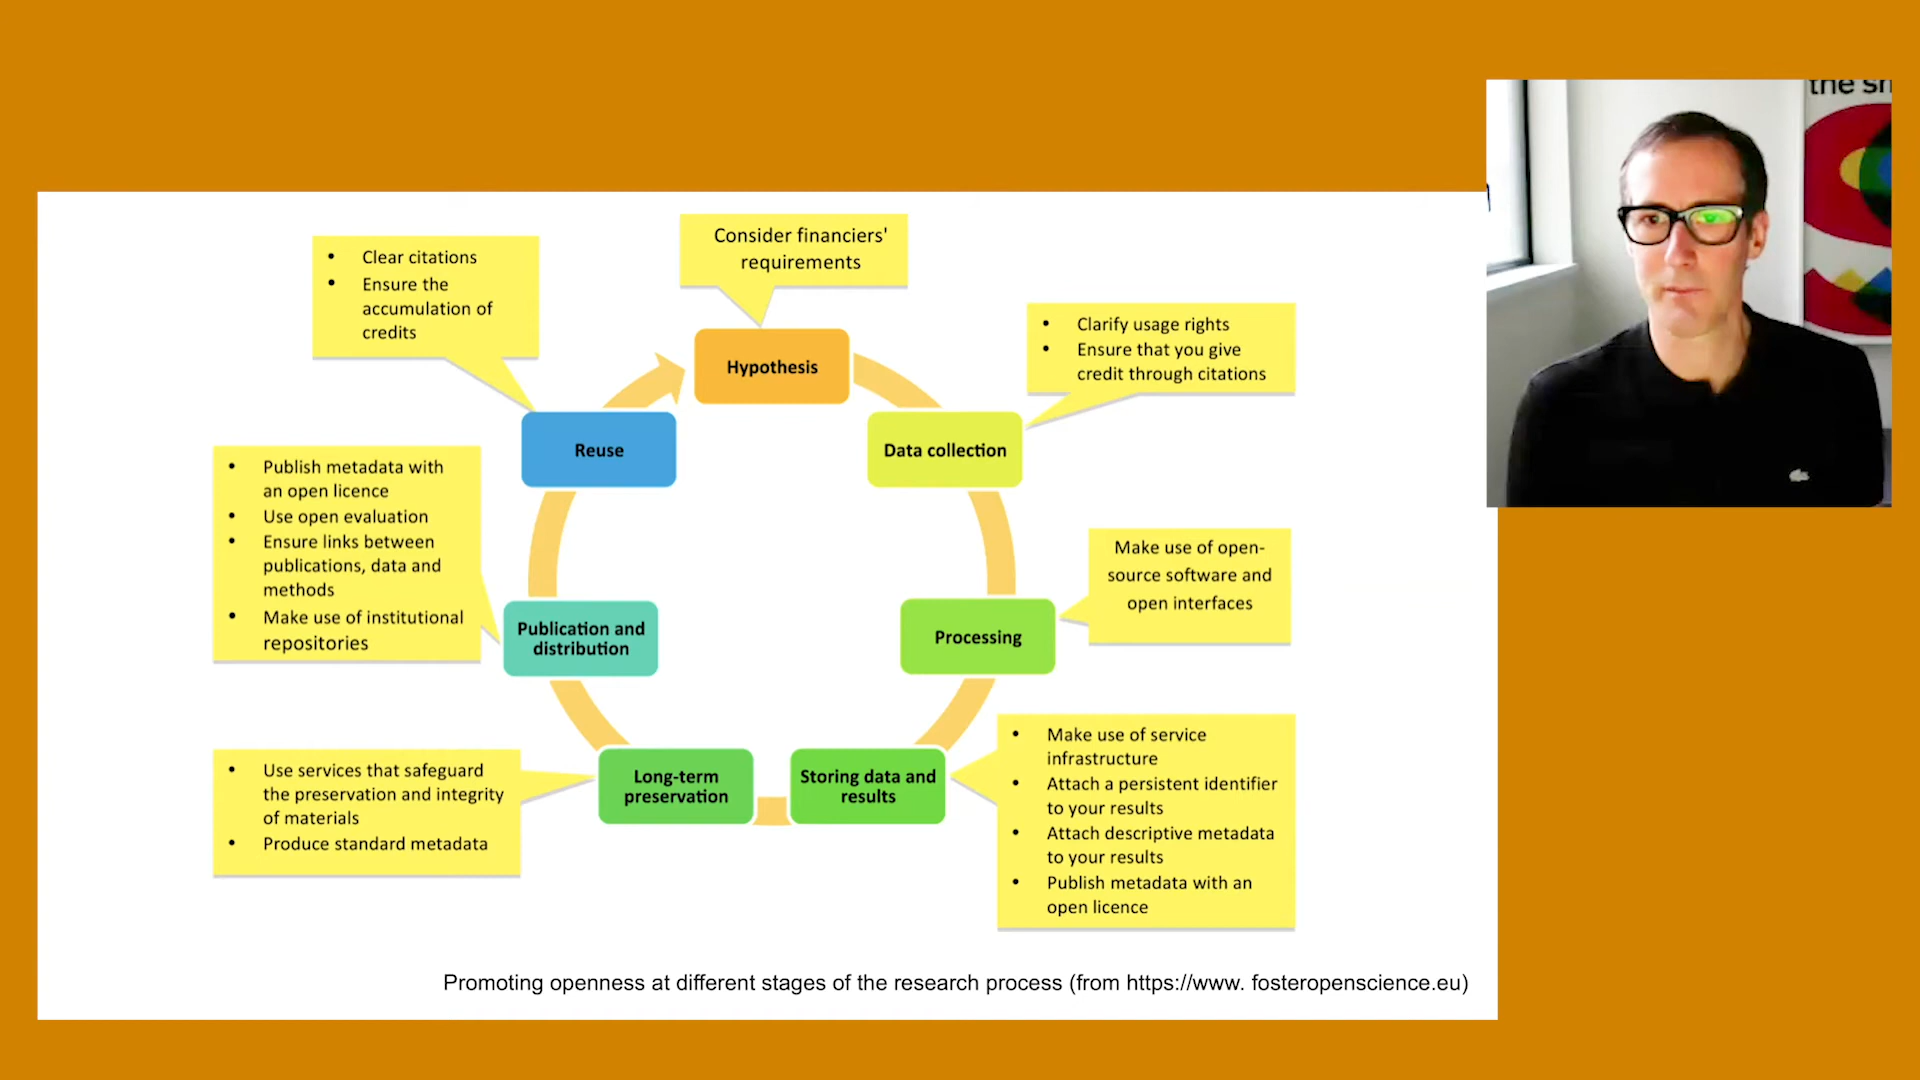 the
Consider financiers'
requirements
• Clear citations
• Ensure the
accumulation of
credits
• Clarify usage rights
• Ensure that you give
credit through citations
Hypothesis
Reuse
Data collection
• Publish metadata with
an open licence
• Use open evaluation
• Ensure links between
publications, data and
methods
• Make use of institutional
repositories
Make use of open-
source software and
open interfaces
Publication and
distribution
Processing
• Make use of service
infrastructure
• Attach a persistent identifier
to your results
• Attach descriptive metadata
to your results
• Publish metadata with an
open licence
Long-term
preservation
Storing data and
results
• Use services that safeguard
the preservation and integrity
of materials
• Produce standard metadata
Promoting openness at different stages of the research process (from https://www. fosteropenscience.eu)